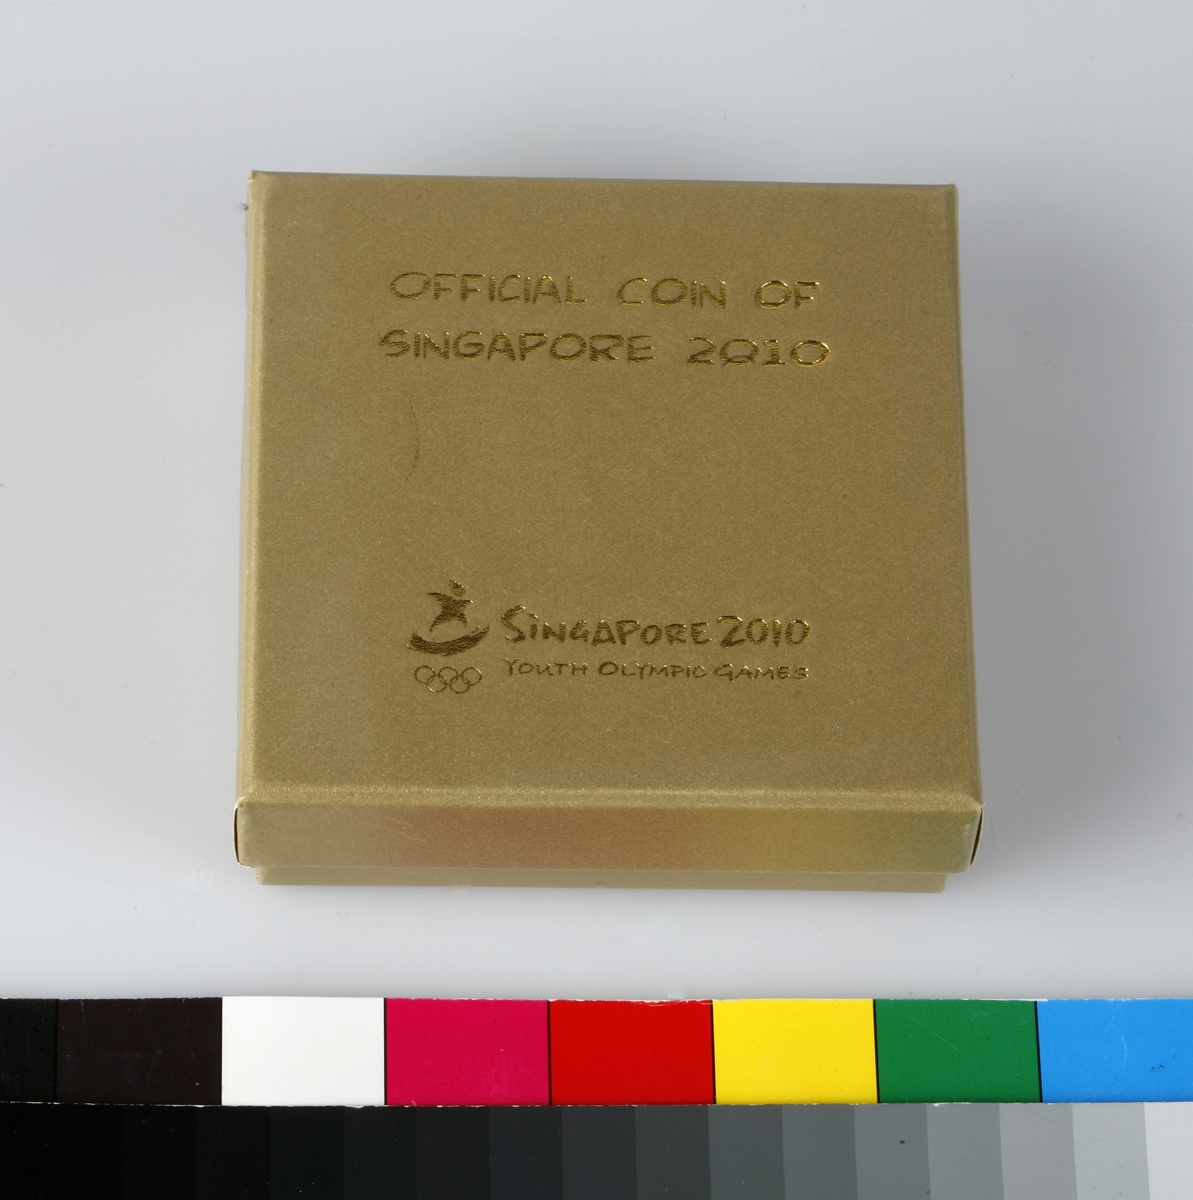 OFFICIAL COIN OF
SINGAPORE 2010
SINGAPORE 2010
YOUTH OLYMPIC GAMES